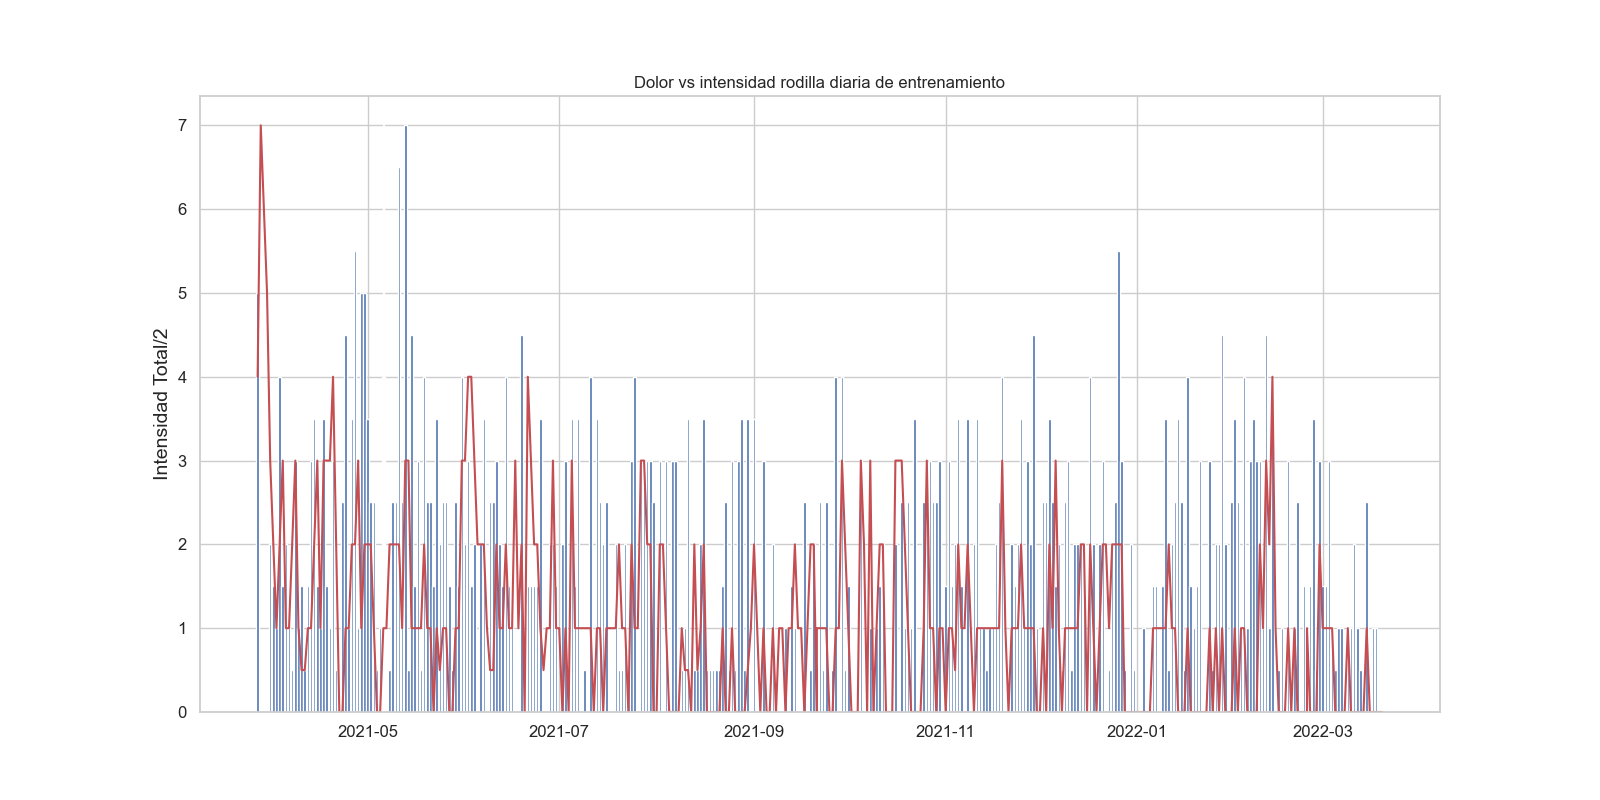 Dolor vs intensidad rodilla diaria de entrenamiento
Intensidad Total/2
7
6
5
4
3
2
1
0
2021-05 2021-07 2021-09 2021-11 2022-01 2022-03